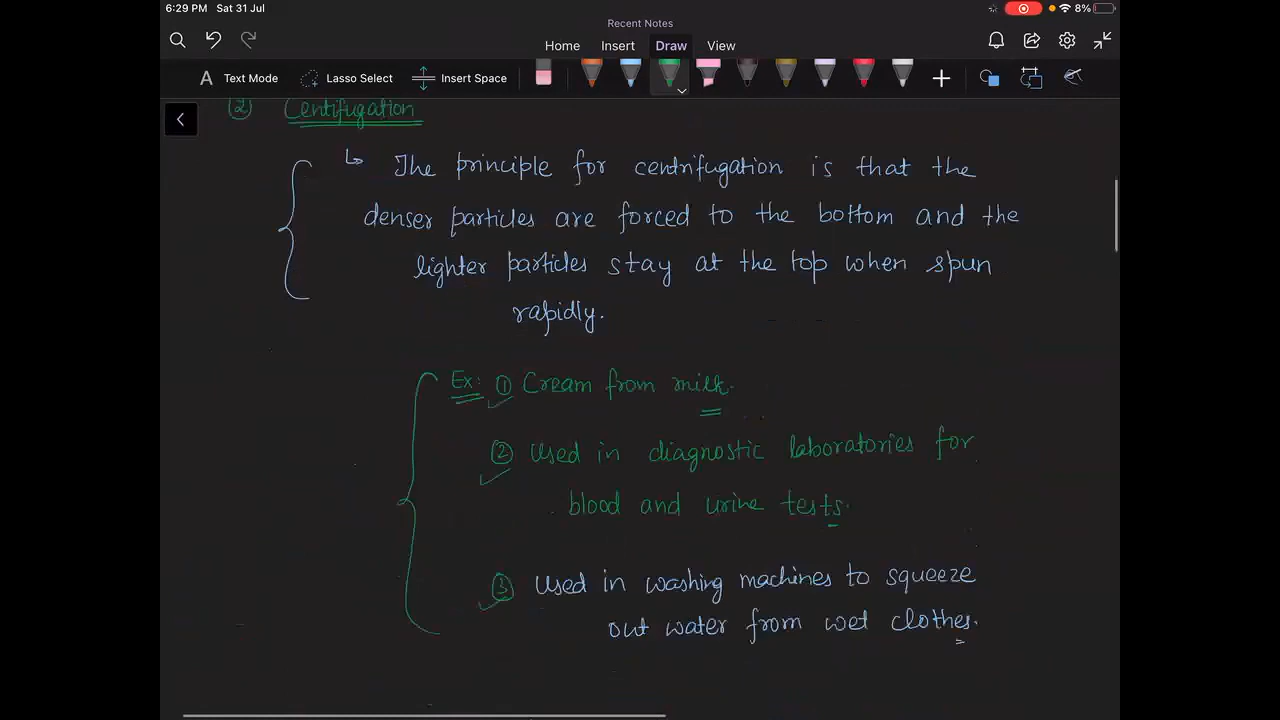 6:29 PM Sat 31 Jul
8%
Recent Notes
Home Insert Draw View
Text Mode Lasso Select Insert Space
② Centifugation
↳ The principle for centrifugation is that the
denser particles are forced to the bottom and the
lighter particles stay at the top when spun
rapidly.
Ex: ① Cream from milk.
② Used in diagnostic laboratories for
blood and urine tests.
③ Used in washing machines to squeeze
out water from wet clothes.